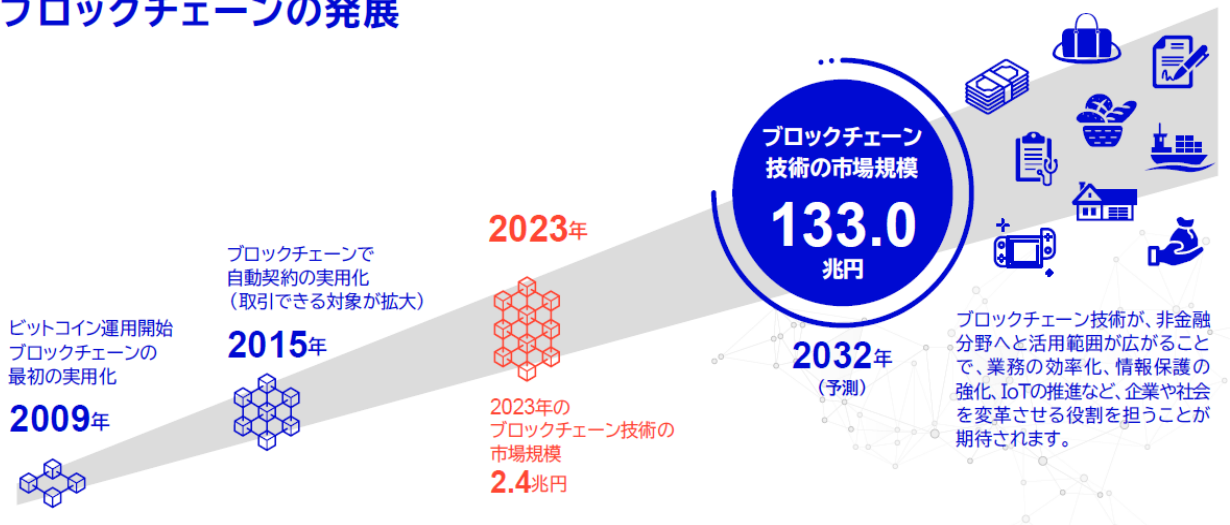 ブロックチェーンの発展
ビットコイン運用開始
ブロックチェーンの
最初の実用化
2009年
ブロックチェーンで
自動契約の実用化
（取引できる対象が拡大）
2015年
2023年
2023年の
ブロックチェーン技術の
市場規模
2.4兆円
ブロックチェーン
技術の市場規模
133.0
兆円
2032年
（予測）
ブロックチェーン技術が、非金融
分野へと活用範囲が広がること
で、業務の効率化、情報保護の
強化、IoTの推進など、企業や社会
を変革させる役割を担うことが
期待されます。